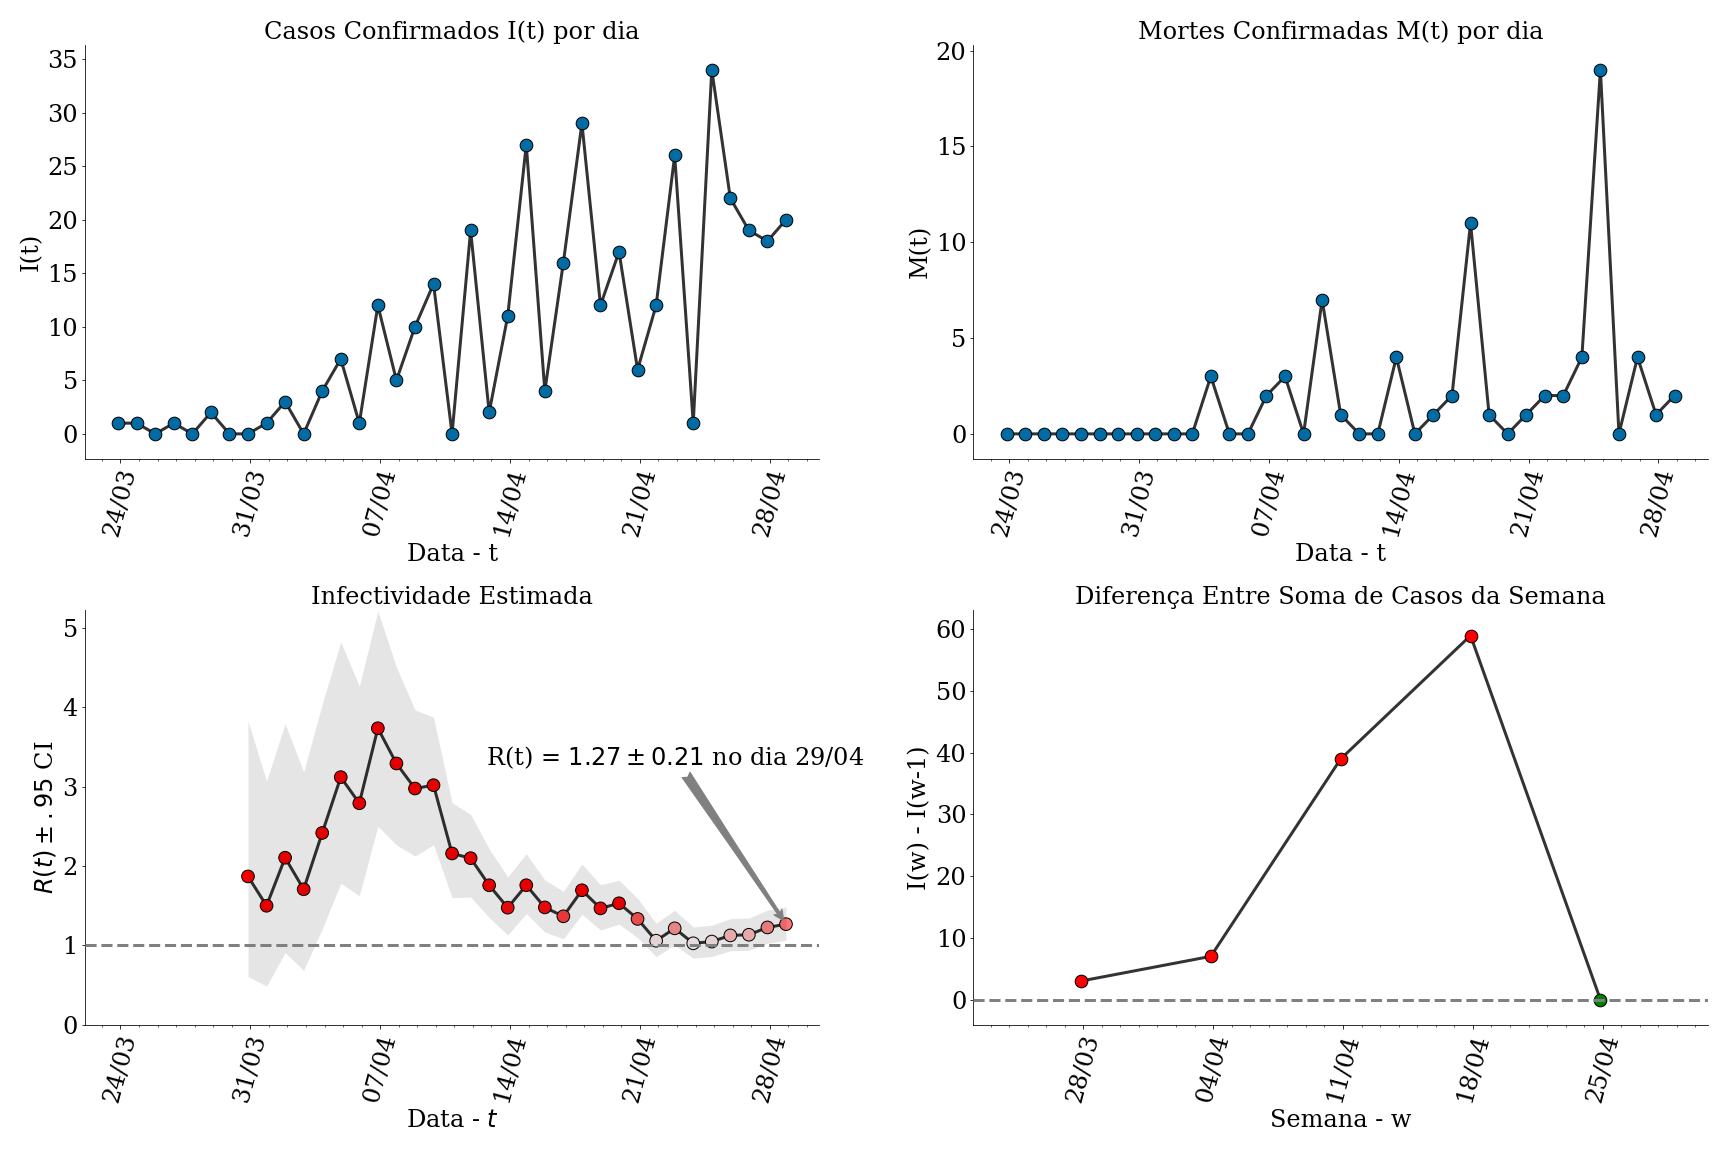 Casos Confirmados I(t) por dia
I(t)
35
30
25
20
15
10
5
0
24/03 31/03 07/04 14/04 21/04 28/04
Data - t
Mortes Confirmadas M(t) por dia
M(t)
20
15
10
5
0
24/03 31/03 07/04 14/04 21/04 28/04
Data - t
Infectividade Estimada
R(t) ± .95 CI
5
4
3
2
1
0
R(t) = 1.27 ± 0.21 no dia 29/04
24/03 31/03 07/04 14/04 21/04 28/04
Data - t
Diferença Entre Soma de Casos da Semana
I(w) - I(w-1)
60
50
40
30
20
10
0
28/03 04/04 11/04 18/04 25/04
Semana - w